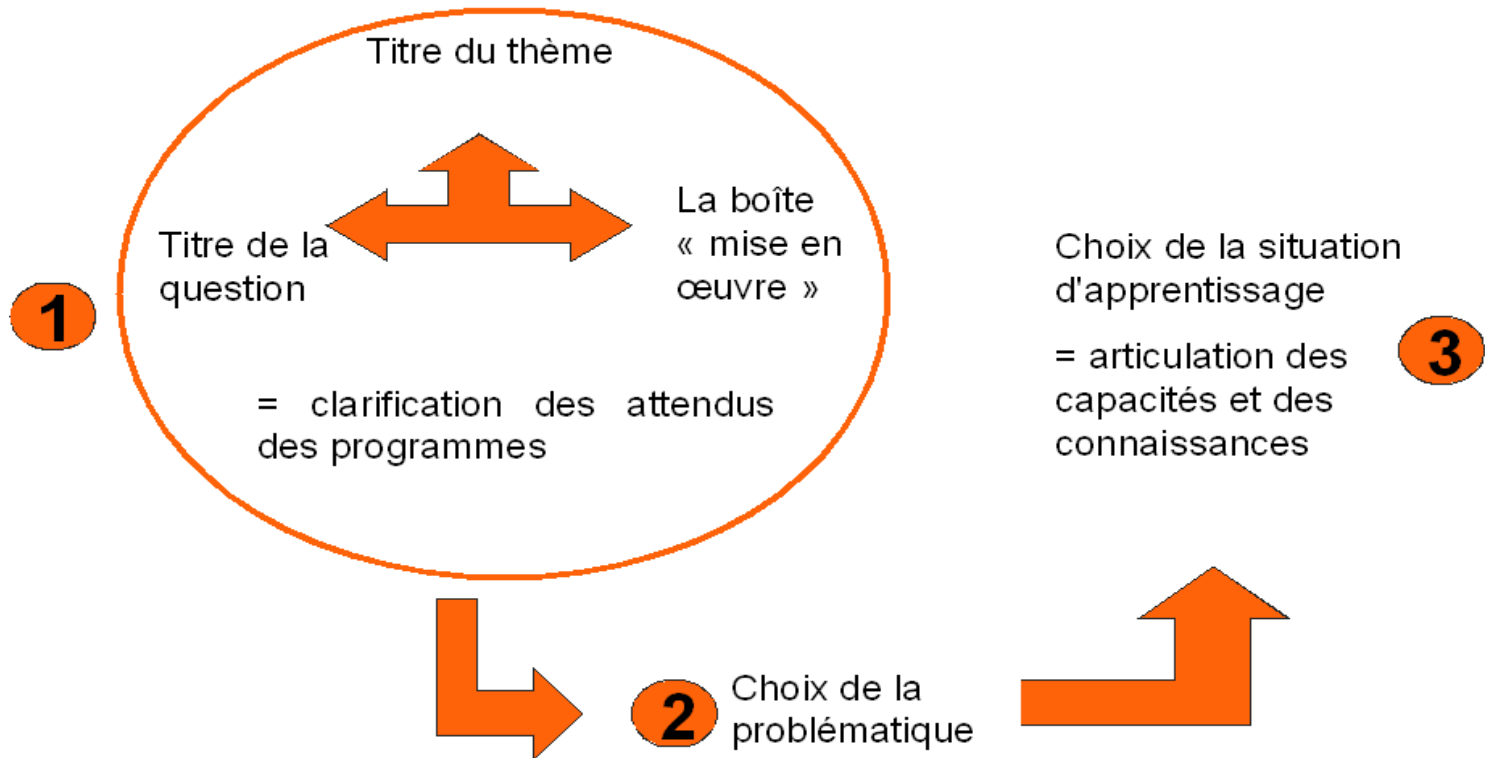 Titre du thème
Titre de la
question
La boîte
« mise en
œuvre »
1
= clarification des attendus
des programmes
2
Choix de la
problématique
Choix de la situation
d'apprentissage
= articulation des
capacités et des
connaissances
3